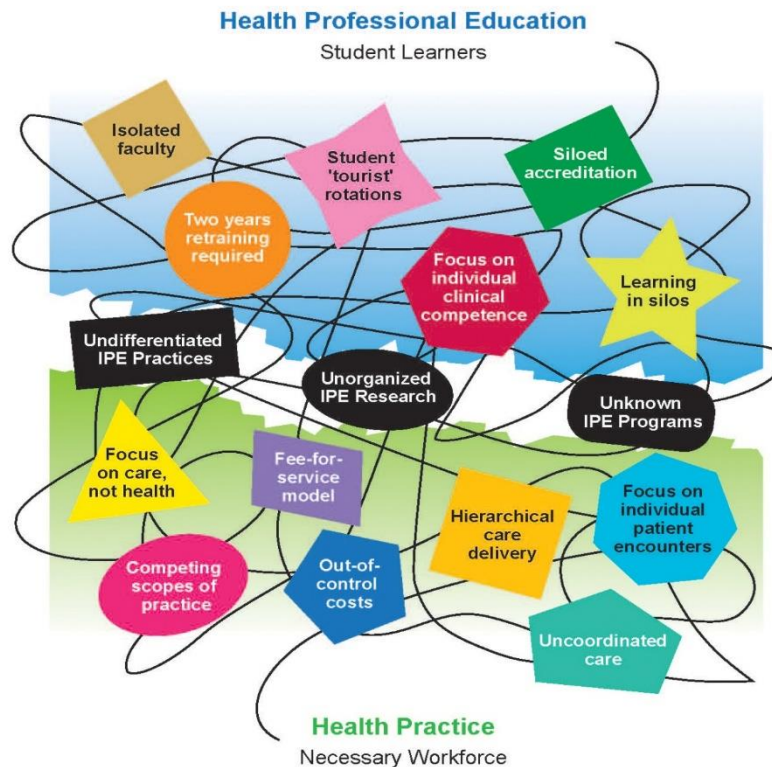 Health Professional Education
Student Learners
Isolated
faculty
Student
'tourist'
rotations
Siloed
accreditation
Two years
retraining
required
Focus on
individual
clinical
competence
Learning
in silos
Undifferentiated
IPE Practices
Unorganized
IPE Research
Unknown
IPE Programs
Focus
on care,
not health
Fee-for-
service
model
Hierarchical
care
delivery
Focus on
individual
patient
encounters
Competing
scopes of
practice
Out-of-
control
costs
Uncoordinated
care
Health Practice
Necessary Workforce